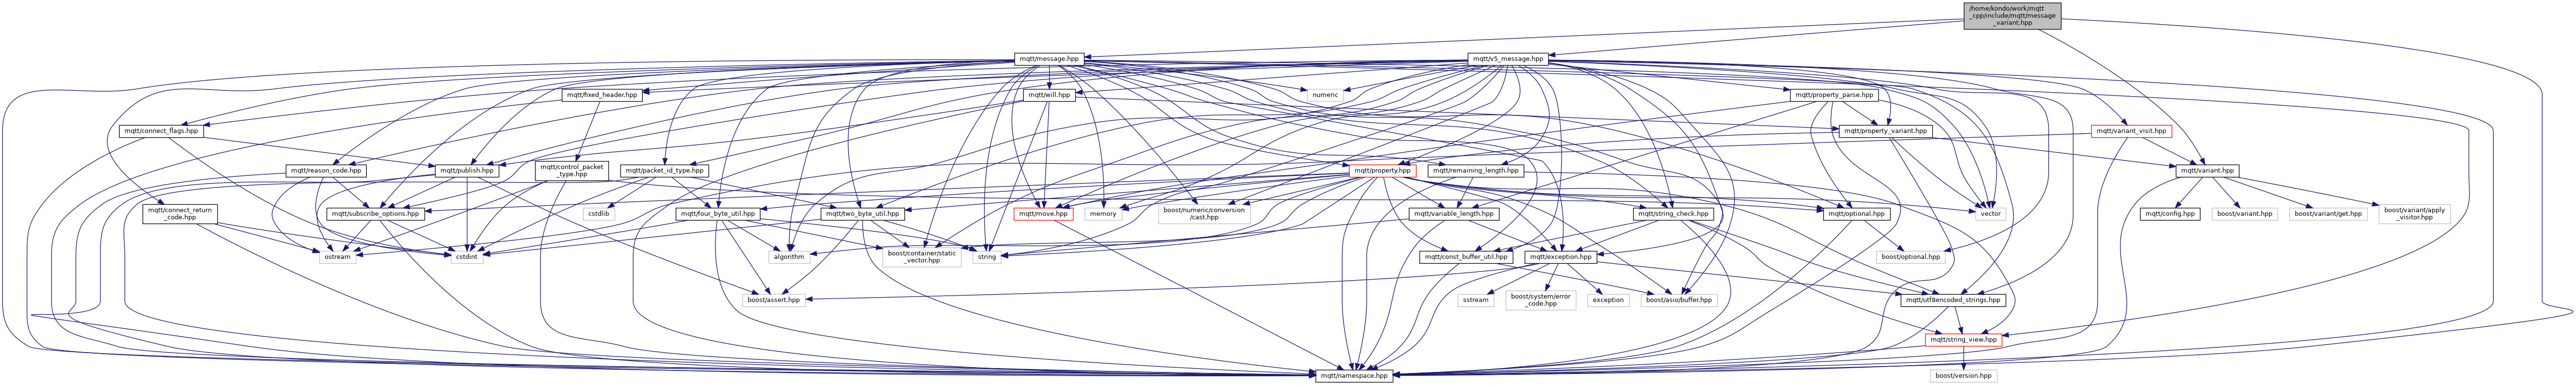 /home/kondo/work/mqtt
_cpp/include/mqtt/message
_variant.hpp
mqtt/message.hpp
mqtt/v5_message.hpp
mqtt/fixed_header.hpp
mqtt/will.hpp
numeric
mqtt/property_parse.hpp
mqtt/connect_flags.hpp
mqtt/property_variant.hpp
mqtt/variant_visit.hpp
mqtt/reason_code.hpp
mqtt/publish.hpp
mqtt/control_packet
_type.hpp
mqtt/packet_id_type.hpp
mqtt/property.hpp
mqtt/remaining_length.hpp
mqtt/variant.hpp
mqtt/connect_return
_code.hpp
mqtt/subscribe_options.hpp
cstdlib
mqtt/four_byte_util.hpp
mqtt/two_byte_util.hpp
mqtt/move.hpp
memory
boost/numeric/conversion
/cast.hpp
mqtt/variable_length.hpp
mqtt/string_check.hpp
mqtt/optional.hpp
vector
mqtt/config.hpp
boost/variant.hpp
boost/variant/get.hpp
boost/variant/apply
_visitor.hpp
ostream
cstdint
algorithm
boost/container/static
_vector.hpp
string
mqtt/const_buffer_util.hpp
mqtt/exception.hpp
boost/optional.hpp
boost/assert.hpp
sstream
boost/system/error
_code.hpp
exception
boost/asio/buffer.hpp
mqtt/utf8encoded_strings.hpp
mqtt/string_view.hpp
mqtt/namespace.hpp
boost/version.hpp